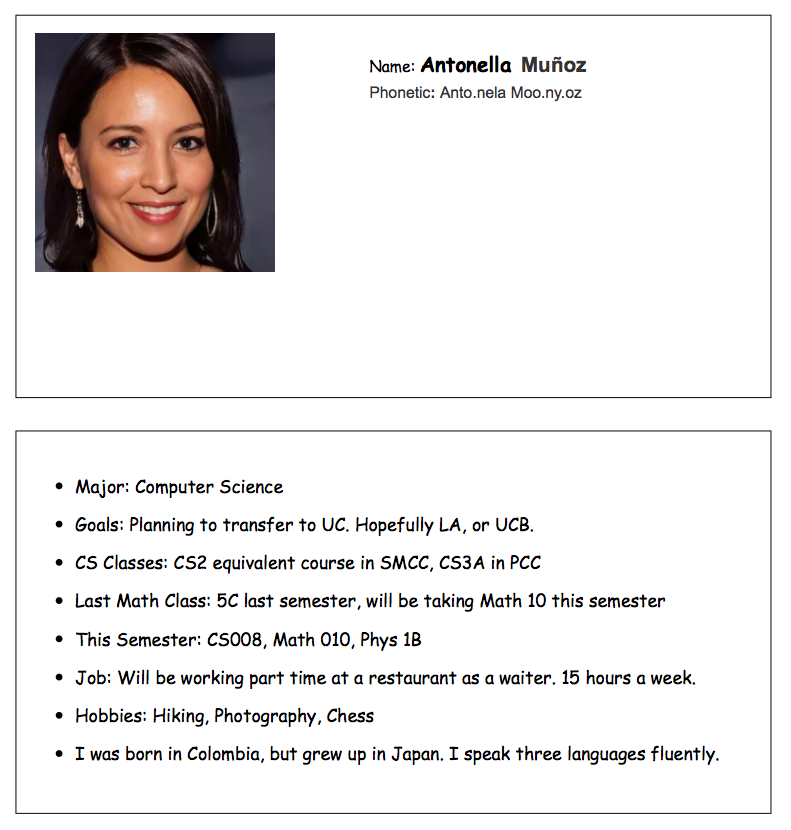 Name: Antonella Muñoz
Phonetic: Anto.nela Moo.ny.oz
• Major: Computer Science
• Goals: Planning to transfer to UC. Hopefully LA, or UCB.
• CS Classes: CS2 equivalent course in SMCC, CS3A in PCC
• Last Math Class: 5C last semester, will be taking Math 10 this semester
• This Semester: CS008, Math 010, Phys 1B
• Job: Will be working part time at a restaurant as a waiter. 15 hours a week.
• Hobbies: Hiking, Photography, Chess
• I was born in Colombia, but grew up in Japan. I speak three languages fluently.